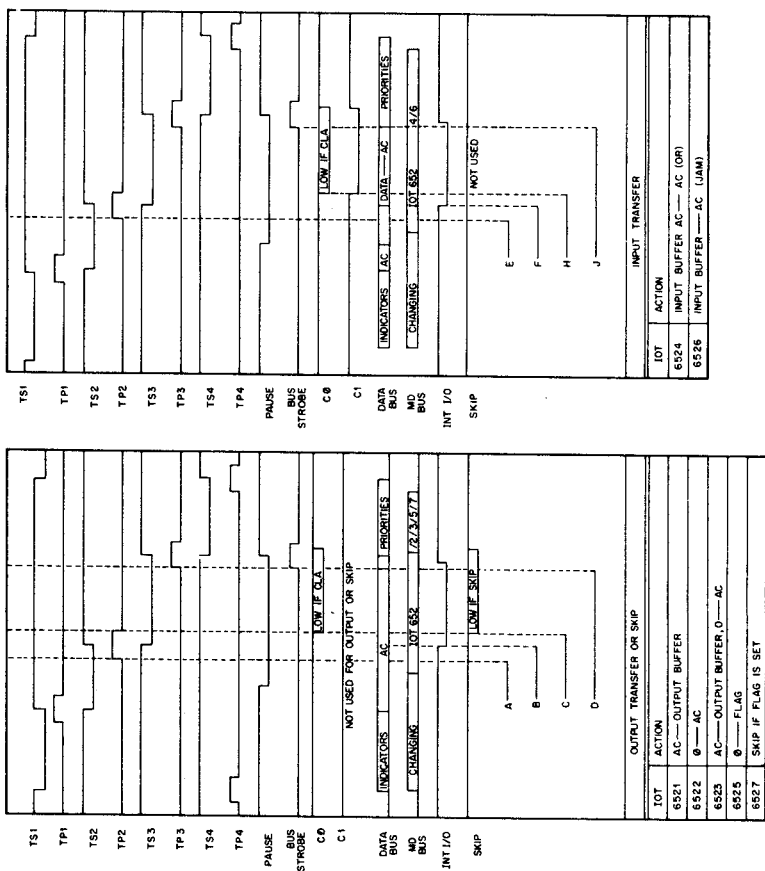 TS1
TP1
TS2
TP2
TS3
TP3
TS4
TP4
PAUSE
BUS
STROBE
C0
C1
DATA
BUS
MD
BUS
INT I/O
SKIP
LOW IF CLA
NOT USED FOR OUTPUT OR SKIP
INDICATORS
AC
PRIORITIES
CHANGING
IOT 652
/2/3/5/7
LOW IF SKIP
A
B
C
D
OUTPUT TRANSFER OR SKIP
IOT ACTION
6521 AC — OUTPUT BUFFER
6522 0 — AC
6523 AC — OUTPUT BUFFER, 0 — AC
6525 0 — FLAG
6527 SKIP IF FLAG IS SET
TS1
TP1
TS2
TP2
TS3
TP3
TS4
TP4
PAUSE
BUS
STROBE
C0
C1
DATA
BUS
MD
BUS
INT I/O
SKIP
LOW IF CLA
INDICATORS
AC
DATA — AC
PRIORITIES
CHANGING
IOT 652
4/6
NOT USED
E
F
H
J
INPUT TRANSFER
IOT ACTION
6524 INPUT BUFFER AC — AC (OR)
6526 INPUT BUFFER — AC (JAM)